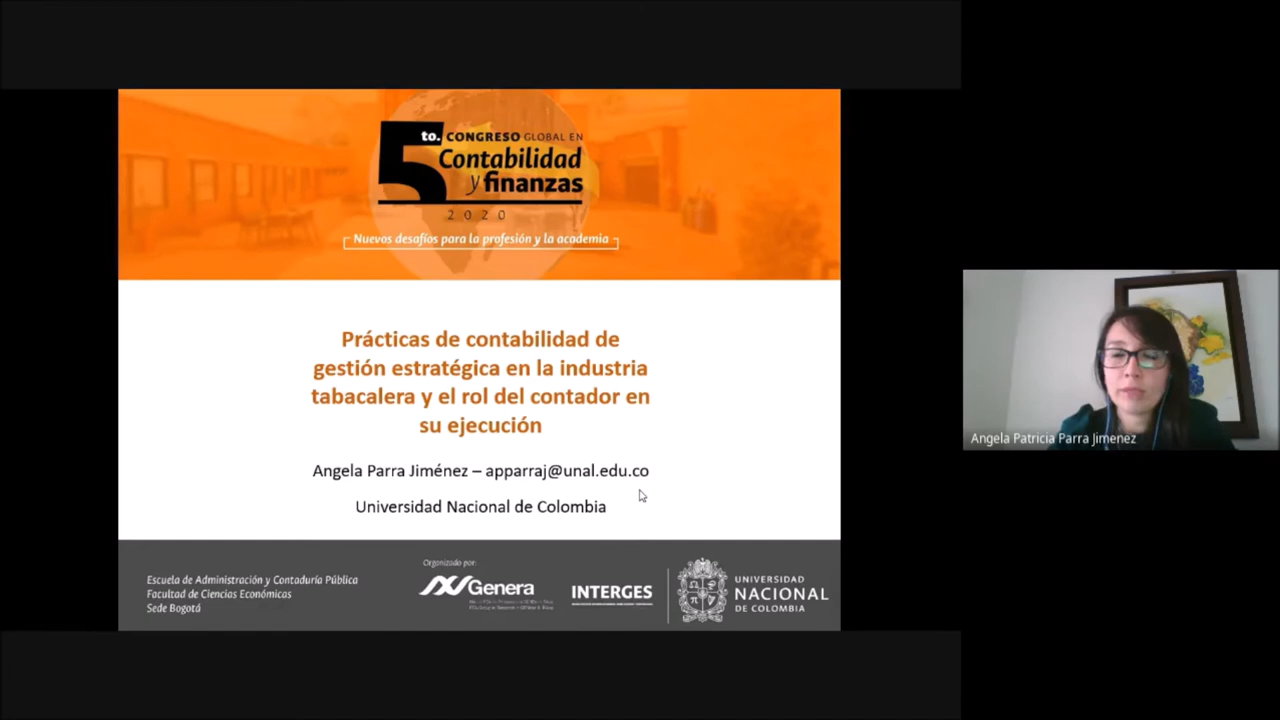 5to. CONGRESO GLOBAL EN
Contabilidad
y finanzas
2020
Nuevos desafíos para la profesión y la academia
Prácticas de contabilidad de
gestión estratégica en la industria
tabacalera y el rol del contador en
su ejecución
Angela Parra Jiménez – apparraj@unal.edu.co
Universidad Nacional de Colombia
Angela Patricia Parra Jimenez
Escuela de Administración y Contaduría Pública
Facultad de Ciencias Económicas
Sede Bogotá
Organizado por:
Genera
INTERGES
UNIVERSIDAD
NACIONAL
DE COLOMBIA